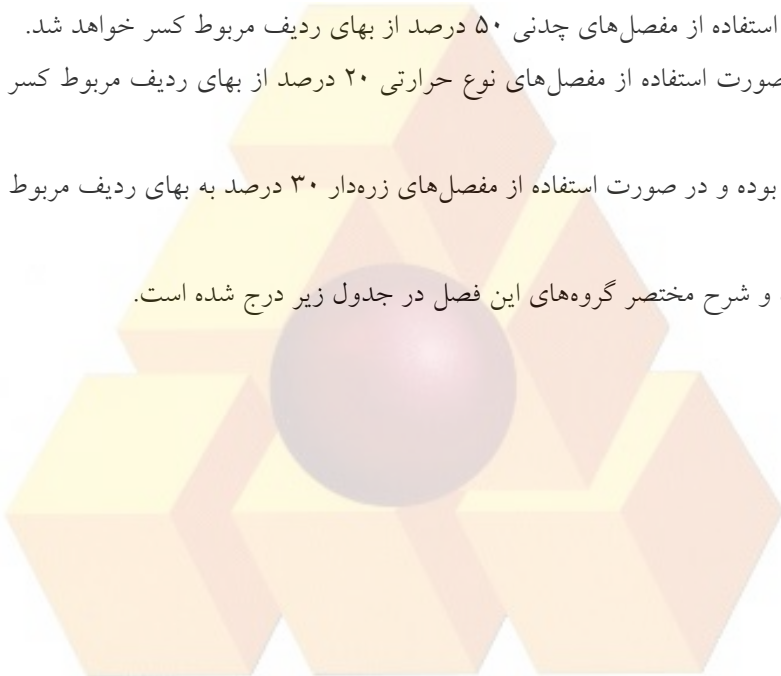 استفاده از مفصل‌های چدنی ۵۰ درصد از بهای ردیف مربوط کسر خواهد شد.
صورت استفاده از مفصل‌های نوع حرارتی ۲۰ درصد از بهای ردیف مربوط کسر
بوده و در صورت استفاده از مفصل‌های زره‌دار ۳۰ درصد به بهای ردیف مربوط
و شرح مختصر گروه‌های این فصل در جدول زیر درج شده است.